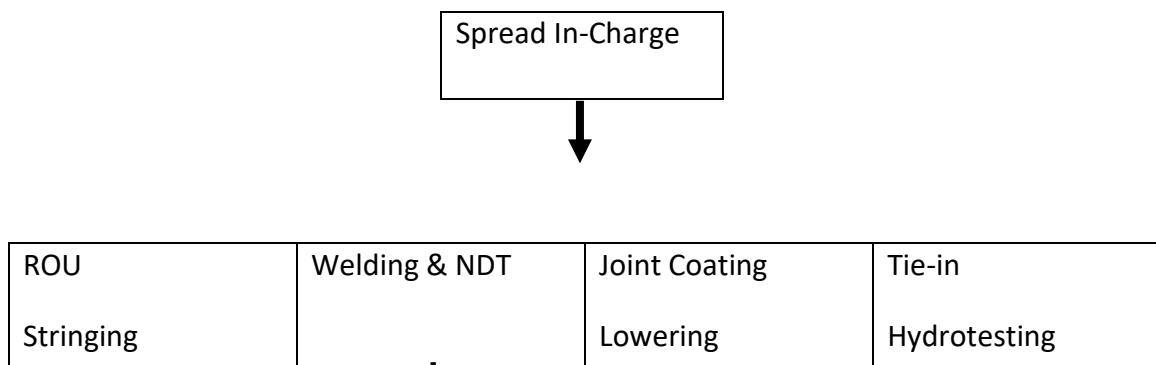 Spread In-Charge
ROU
Stringing
Welding & NDT
Joint Coating
Lowering
Tie-in
Hydrotesting